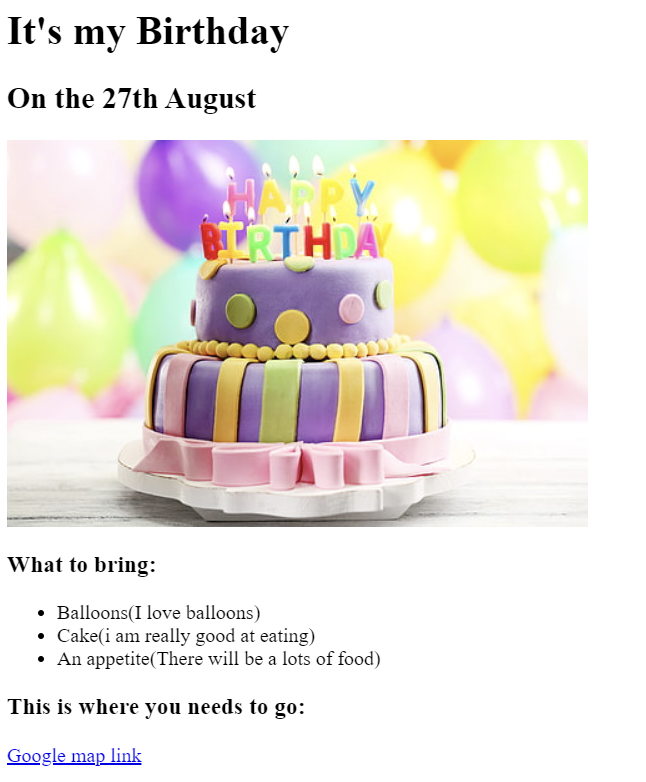 It's my Birthday
On the 27th August
HAPPY
BIRTHDAY
What to bring:
Balloons(I love balloons)
Cake(i am really good at eating)
An appetite(There will be a lots of food)
This is where you needs to go:
Google map link